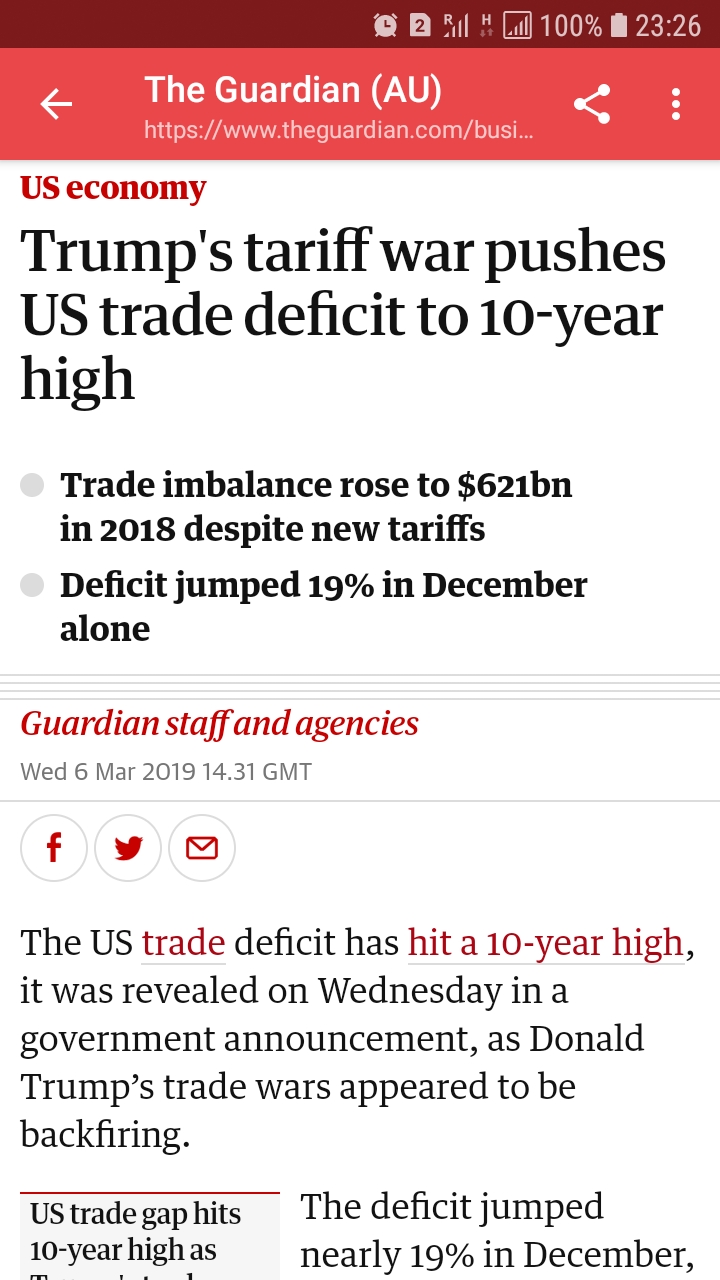 2 R H 100% 23:26
The Guardian (AU)
https://www.theguardian.com/busi...
US economy
Trump's tariff war pushes
US trade deficit to 10-year
high
Trade imbalance rose to $621bn
in 2018 despite new tariffs
Deficit jumped 19% in December
alone
Guardian staff and agencies
Wed 6 Mar 2019 14.31 GMT
The US trade deficit has hit a 10-year high,
it was revealed on Wednesday in a
government announcement, as Donald
Trump’s trade wars appeared to be
backfiring.
US trade gap hits
10-year high as
The deficit jumped
nearly 19% in December,